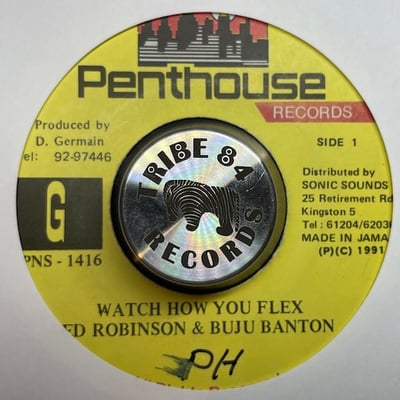 Penthouse
RECORDS
Produced by
D. Germain
el: 92-97446
SIDE 1
G
Distributed by
SONIC SOUNDS
25 Retirement Rd
Kingston 5
Tel: 61204/6203
MADE IN JAMA
(P)(C) 1991
PNS - 1416
TRIBE 84
RECORDS
WATCH HOW YOU FLEX
ED ROBINSON & BUJU BANTON
PH